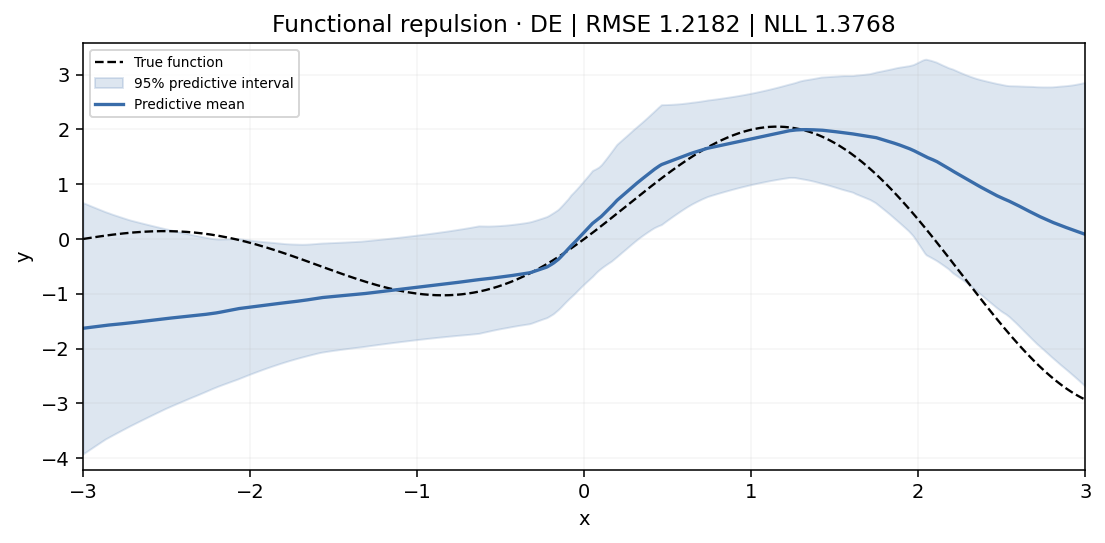 Functional repulsion · DE | RMSE 1.2182 | NLL 1.3768
True function
95% predictive interval
Predictive mean
3
2
1
0
−1
−2
−3
−4
y
−3
−2
−1
0
1
2
3
x